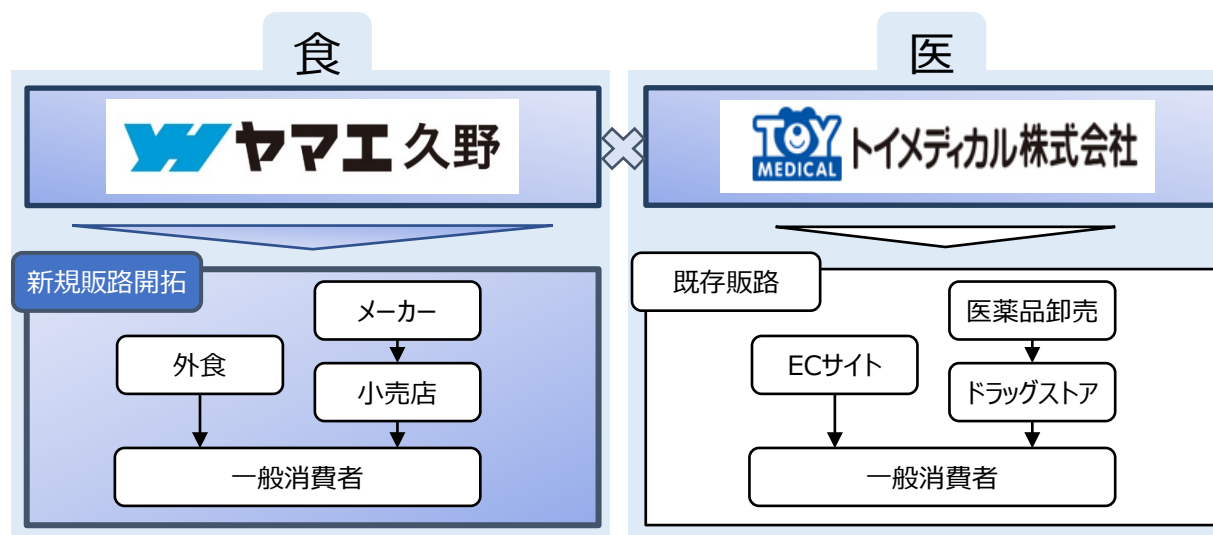 食
ヤマエ久野
新規販路開拓
メーカー
外食
小売店
一般消費者
医
TOY
MEDICAL
トイメディカル株式会社
既存販路
医薬品卸売
ECサイト
ドラッグストア
一般消費者